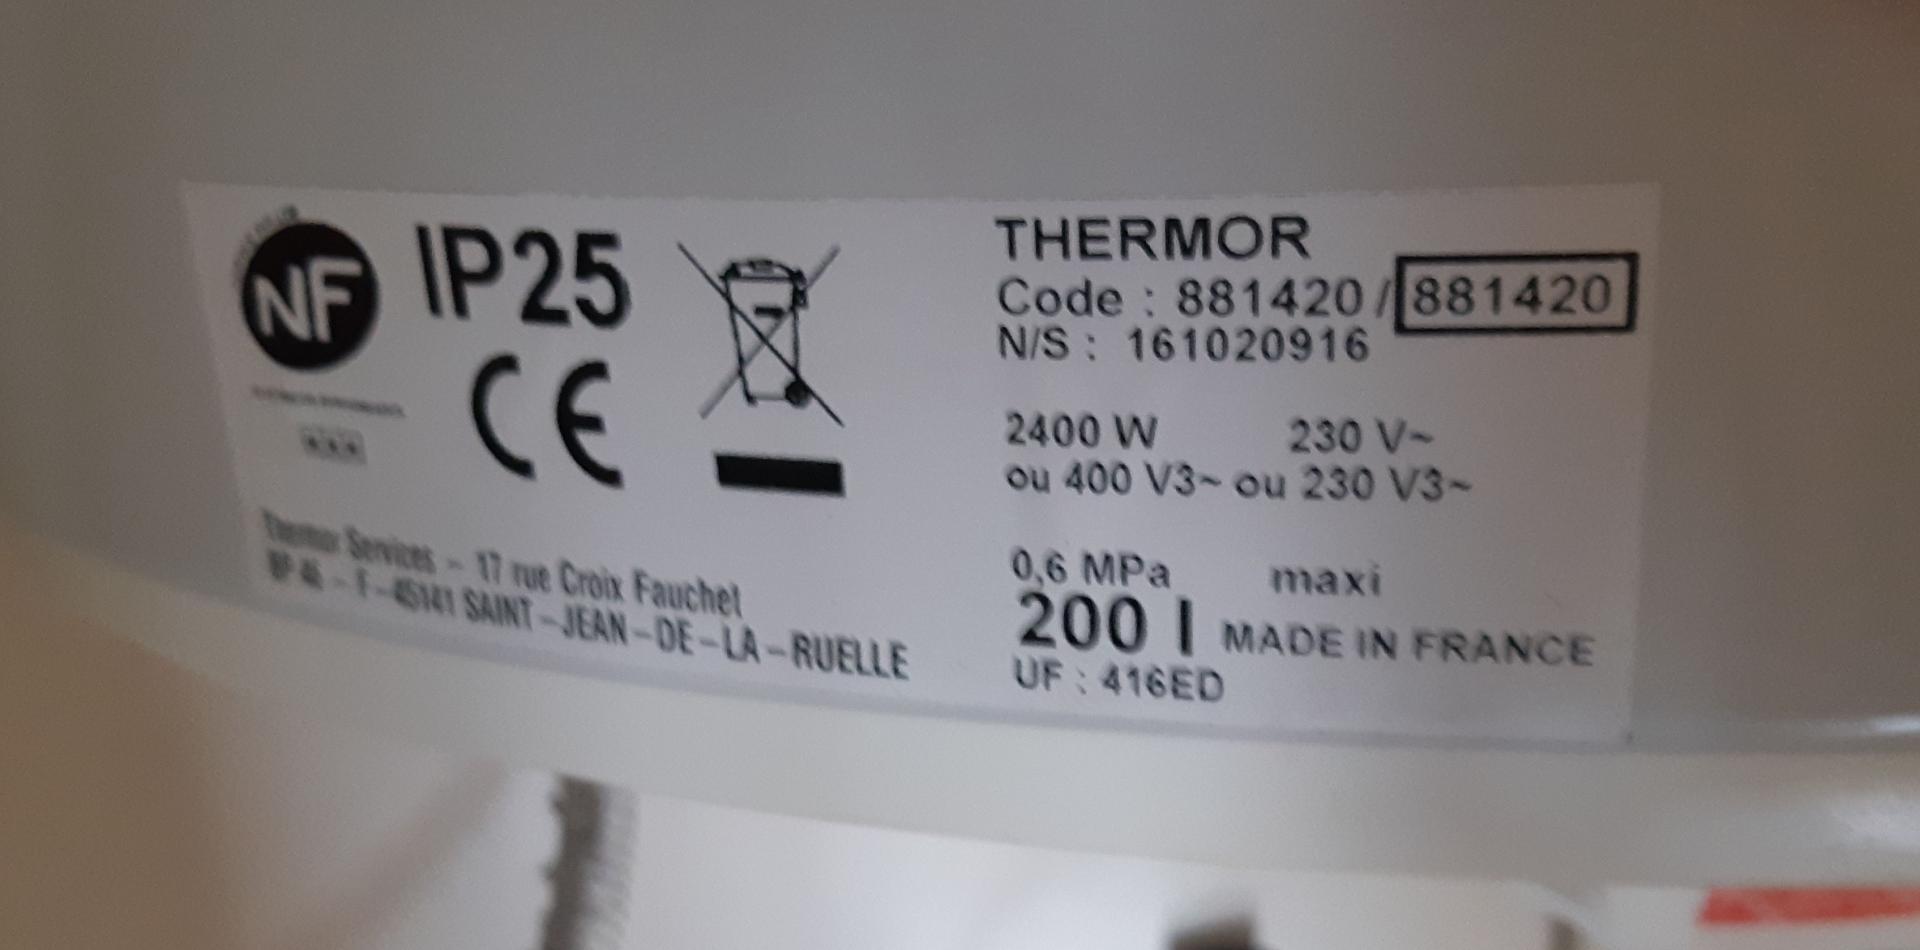 NF
IP25
CE
Thermor Services - 17 rue Croix Fauchet
BP 46 - F-45141 SAINT-JEAN-DE-LA-RUELLE
THERMOR
Code : 881420 / 881420
N/S : 161020916
2400 W 230 V~
ou 400 V3~ ou 230 V3~
0,6 MPa maxi
200 l MADE IN FRANCE
UF : 416ED